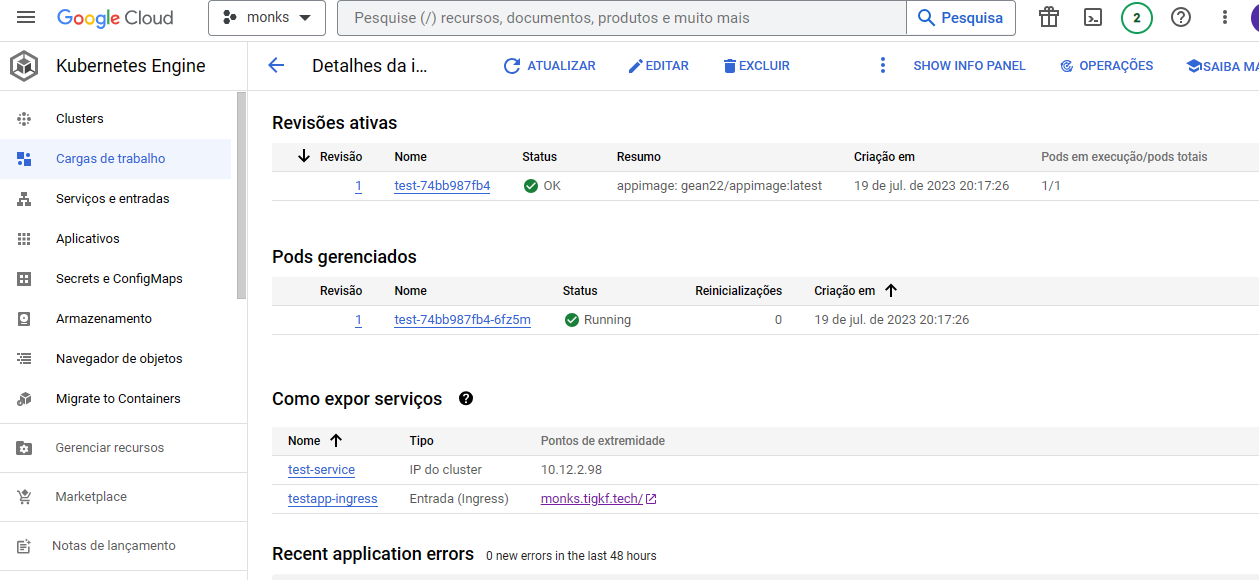 Google Cloud monks Pesquise (/) recursos, documentos, produtos e muito mais Pesquisa 2
Kubernetes Engine Detalhes da i... ATUALIZAR EDITAR EXCLUIR SHOW INFO PANEL OPERAÇÕES SAIBA MA
Clusters
Cargas de trabalho
Serviços e entradas
Aplicativos
Secrets e ConfigMaps
Armazenamento
Navegador de objetos
Migrate to Containers
Gerenciar recursos
Marketplace
Notas de lançamento
Revisões ativas
Revisão Nome Status Resumo Criação em Pods em execução/pods totais
1 test-74bb987fb4 OK appimage: gean22/appimage:latest 19 de jul. de 2023 20:17:26 1/1
Pods gerenciados
Revisão Nome Status Reinicializações Criação em
1 test-74bb987fb4-6fz5m Running 0 19 de jul. de 2023 20:17:26
Como expor serviços
Nome Tipo Pontos de extremidade
test-service IP do cluster 10.12.2.98
testapp-ingress Entrada (Ingress) monks.tigkf.tech/
Recent application errors 0 new errors in the last 48 hours